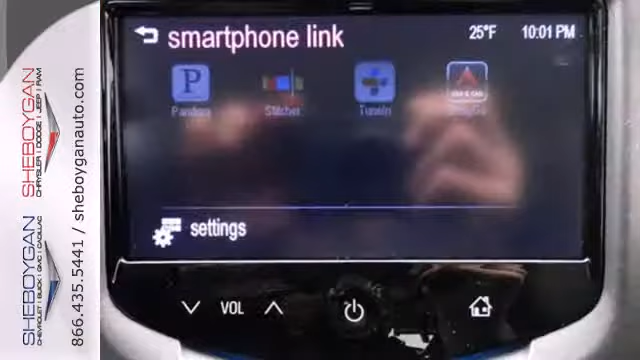 smartphone link
25°F
10:01 PM
Pandora
Stitcher
TuneIn
settings
VOL
SHEBOYGAN
CHRYSLER | DODGE | JEEP | RAM
SHEBOYGAN
CHEVROLET | BUICK | GMC | CADILLAC
866.435.5441 / sheboyganauto.com